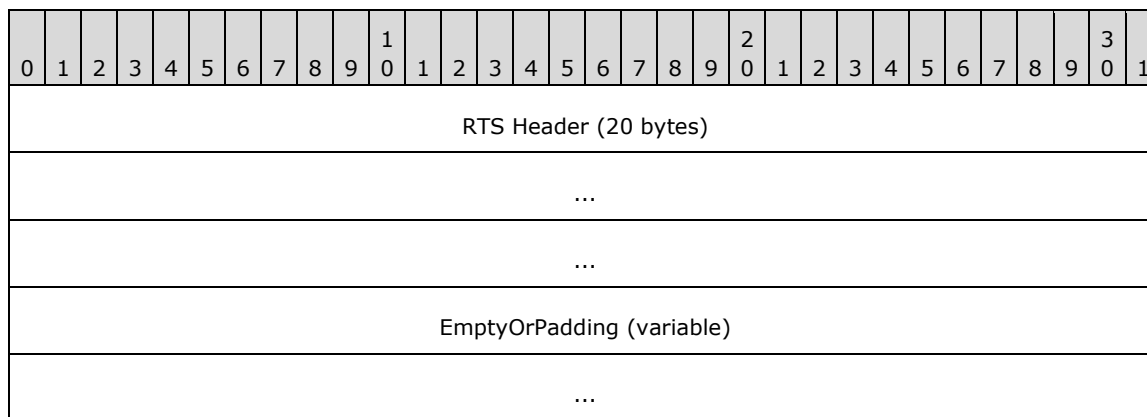 1 2 3
0 1 2 3 4 5 6 7 8 9 0 1 2 3 4 5 6 7 8 9 0 1 2 3 4 5 6 7 8 9 0 1
RTS Header (20 bytes)
...
...
EmptyOrPadding (variable)
...